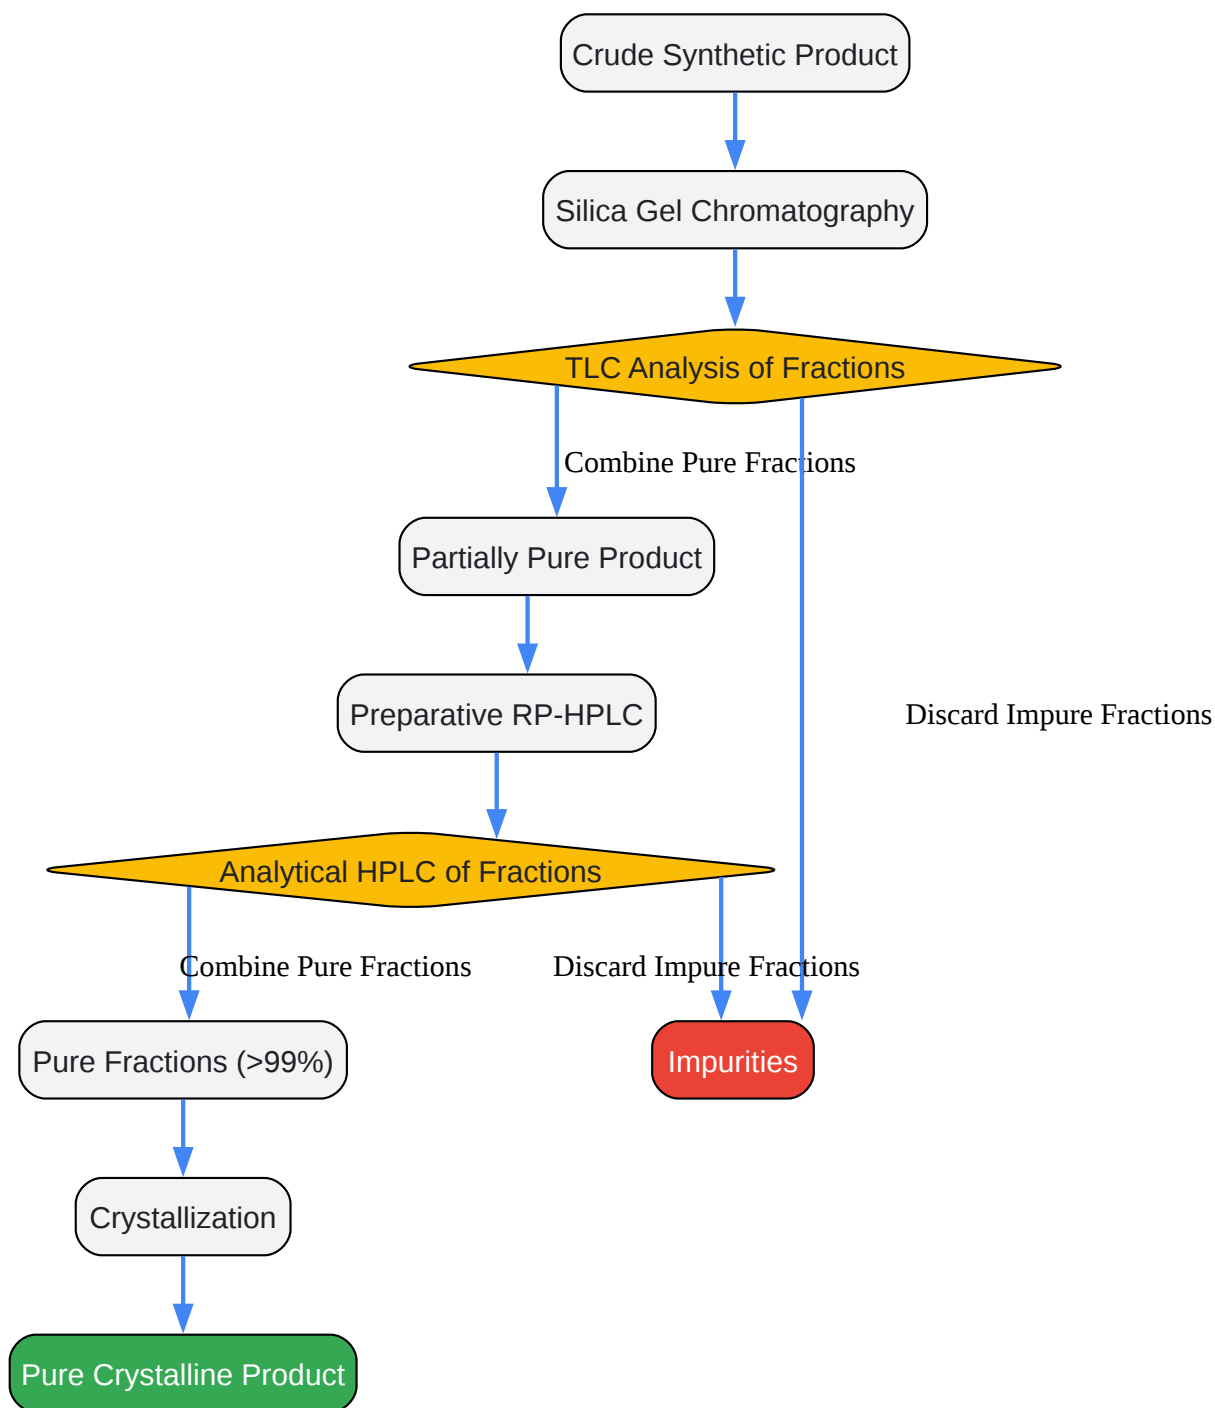 Crude Synthetic Product
Silica Gel Chromatography
TLC Analysis of Fractions
Combine Pure Fractions
Partially Pure Product
Preparative RP-HPLC
Discard Impure Fractions
Analytical HPLC of Fractions
Combine Pure Fractions
Discard Impure Fractions
Pure Fractions (>99%)
Impurities
Crystallization
Pure Crystalline Product